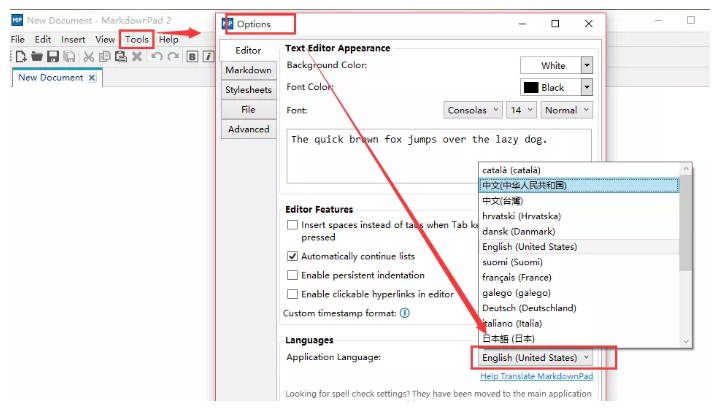 New Document - MarkdownPad 2
File Edit Insert View Tools Help
B I
New Document
Options
Editor
Markdown
Stylesheets
File
Advanced
Text Editor Appearance
Background Color: White
Font Color: Black
Font: Consolas 14 Normal
The quick brown fox jumps over the lazy dog.
Editor Features
Insert spaces instead of tabs when Tab ke
pressed
Automatically continue lists
Enable persistent indentation
Enable clickable hyperlinks in editor
Custom timestamp format:
català (català)
中文(中华人民共和国)
中文(台灣)
hrvatski (Hrvatska)
dansk (Danmark)
English (United States)
suomi (Suomi)
français (France)
galego (galego)
Deutsch (Deutschland)
italiano (Italia)
日本語 (日本)
Languages
Application Language: English (United States)
Help Translate MarkdownPad
Looking for spell check settings? They have been moved to the main application